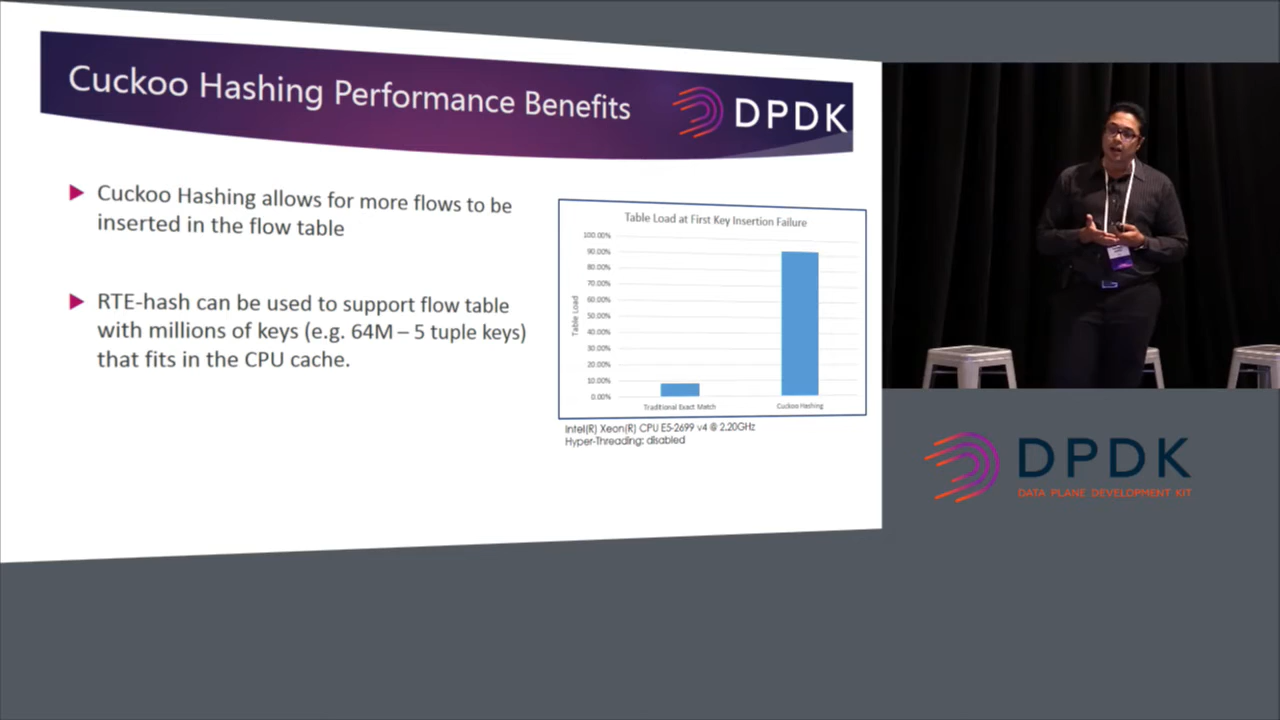 Cuckoo Hashing Performance Benefits
DPDK
Cuckoo Hashing allows for more flows to be
inserted in the flow table
RTE-hash can be used to support flow table
with millions of keys (e.g. 64M – 5 tuple keys)
that fits in the CPU cache.
Table Load at First Key Insertion Failure
100.00%
90.00%
80.00%
70.00%
60.00%
50.00%
40.00%
30.00%
20.00%
10.00%
0.00%
Table Load
Traditional Exact Match
Cuckoo Hashing
Intel(R) Xeon(R) CPU E5-2699 v4 @ 2.20GHz
Hyper-Threading: disabled
DPDK
DATA PLANE DEVELOPMENT KIT